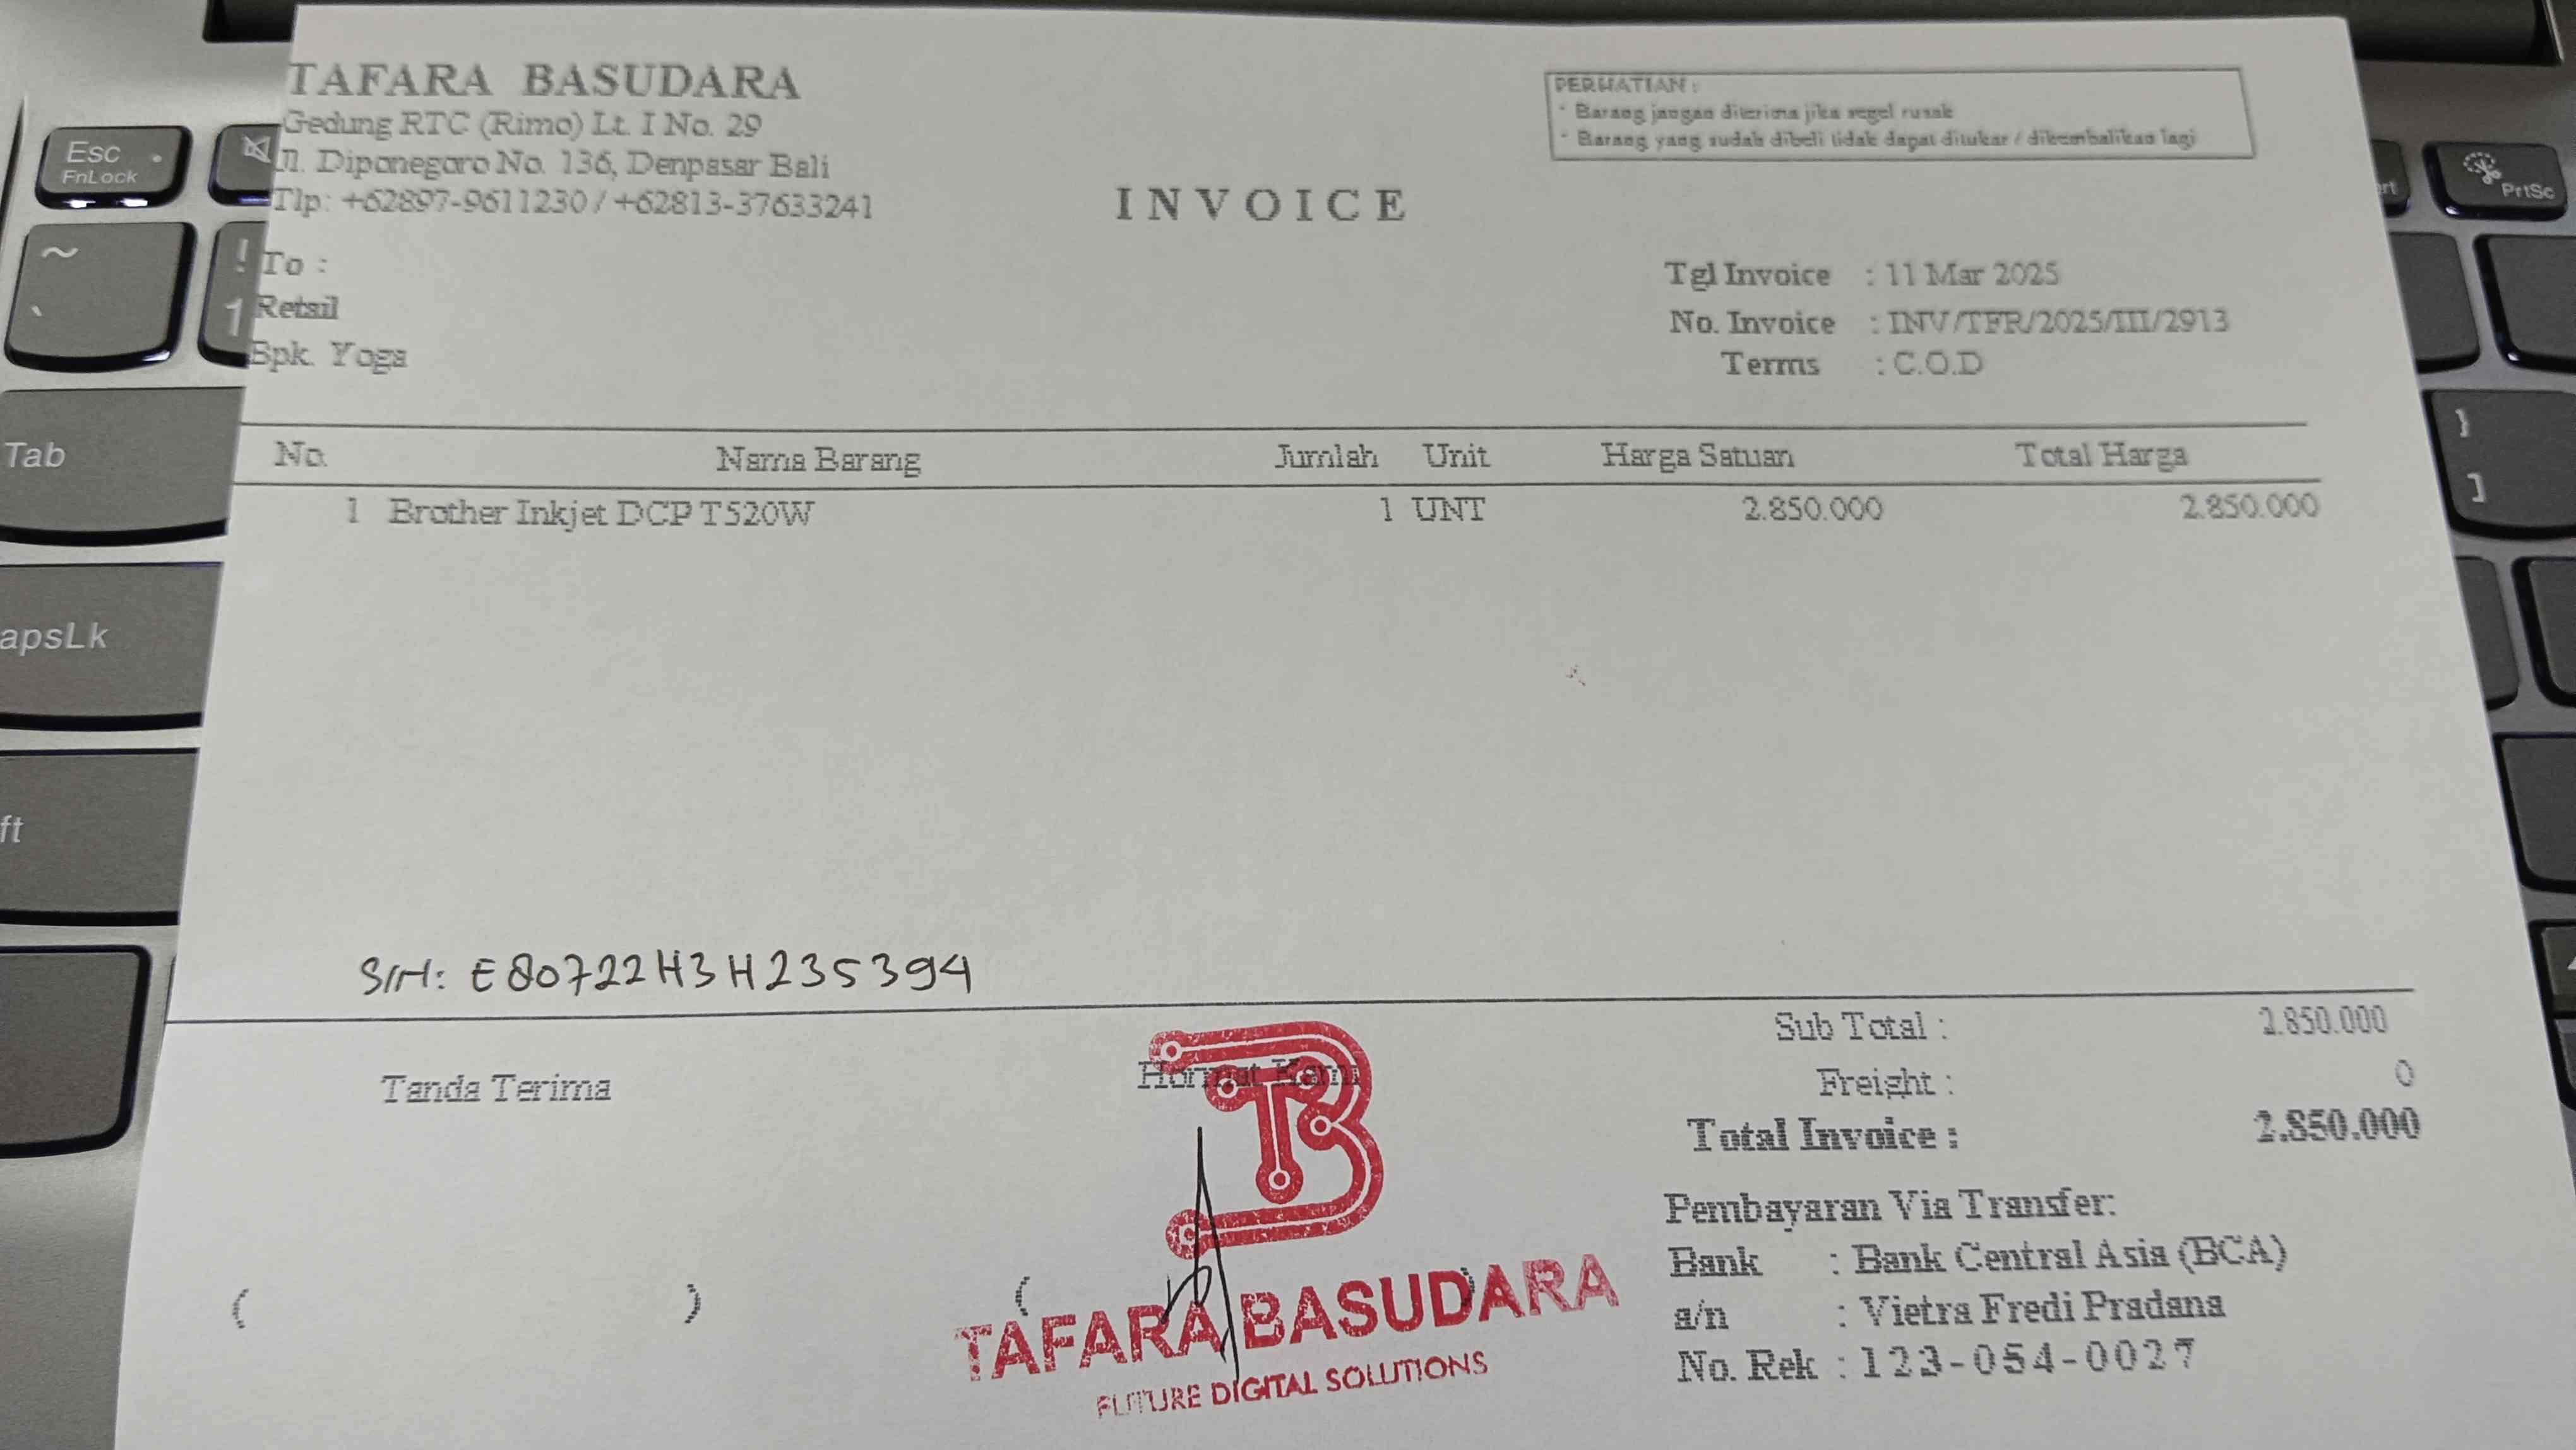 TAFARA BASUDARA
Gedung RTC (Rimo) Lt. I No. 29
Jl. Diponegoro No. 136, Denpasar Bali
Tlp: +62897-9611230 / +62813-37633241
PERHATIAN :
- Barang jangan diterima jika segel rusak
- Barang yang sudah dibeli tidak dapat ditukar / dikembalikan lagi
INVOICE
To :
Retail
Bpk. Yoga
Tgl Invoice : 11 Mar 2025
No. Invoice : INV/TFR/2025/III/2913
Terms : C.O.D
No. Nama Barang Jumlah Unit Harga Satuan Total Harga
1 Brother Inkjet DCP T520W 1 UNT 2.850.000 2.850.000
S/N: E80722H3H235394
Sub Total : 2.850.000
Freight : 0
Total Invoice : 2.850.000
Tanda Terima
Hormat Kami
( )
( )
TB
TAFARA BASUDARA
FUTURE DIGITAL SOLUTIONS
Pembayaran Via Transfer:
Bank : Bank Central Asia (BCA)
a/n : Vietra Fredi Pradana
No. Rek : 123-054-0027
Esc
FnLock
~
`
!
1
Tab
apsLk
ft
rt
PrtSc
}
]